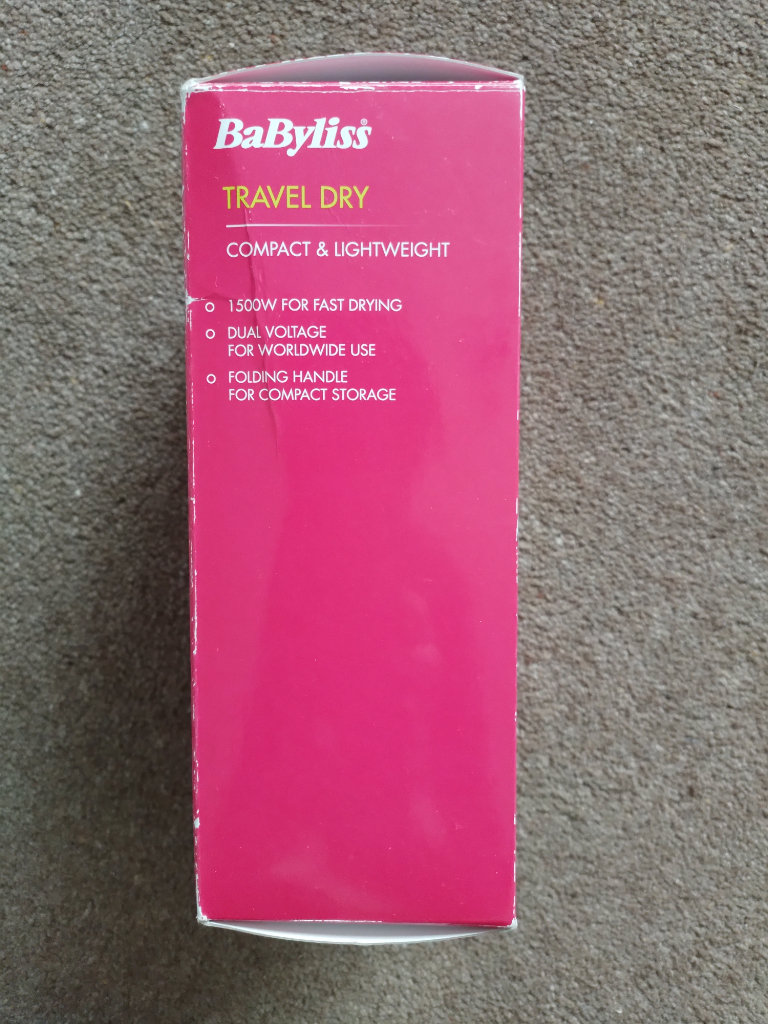 BaByliss®
TRAVEL DRY
COMPACT & LIGHTWEIGHT
1500W FOR FAST DRYING
DUAL VOLTAGE
FOR WORLDWIDE USE
FOLDING HANDLE
FOR COMPACT STORAGE